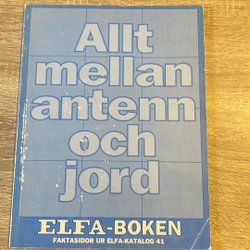 Allt
mellan
antenn
och
jord
ELFA-BOKEN
FAKTASIDOR UR ELFA-KATALOG 41